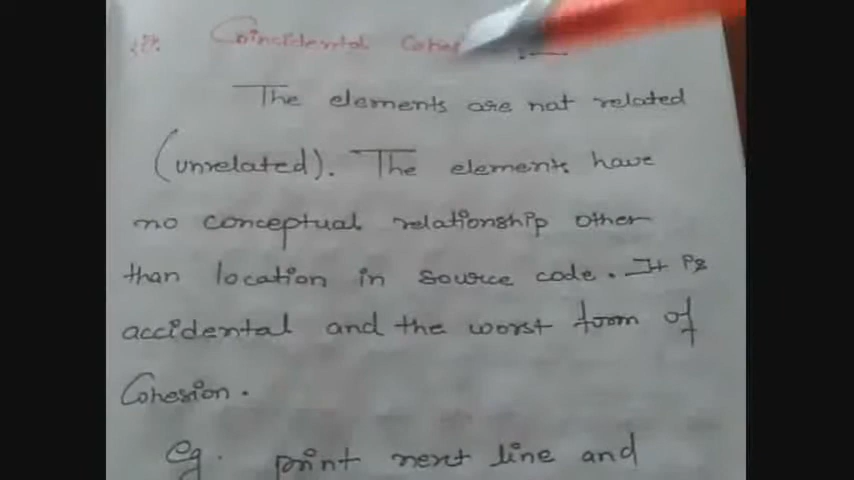 Coincidental
The elements are not related
(unrelated). The elements have
no conceptual relationship other
than location in source code. It is
accidental and the worst form of
Cohesion.
eg. print next line and